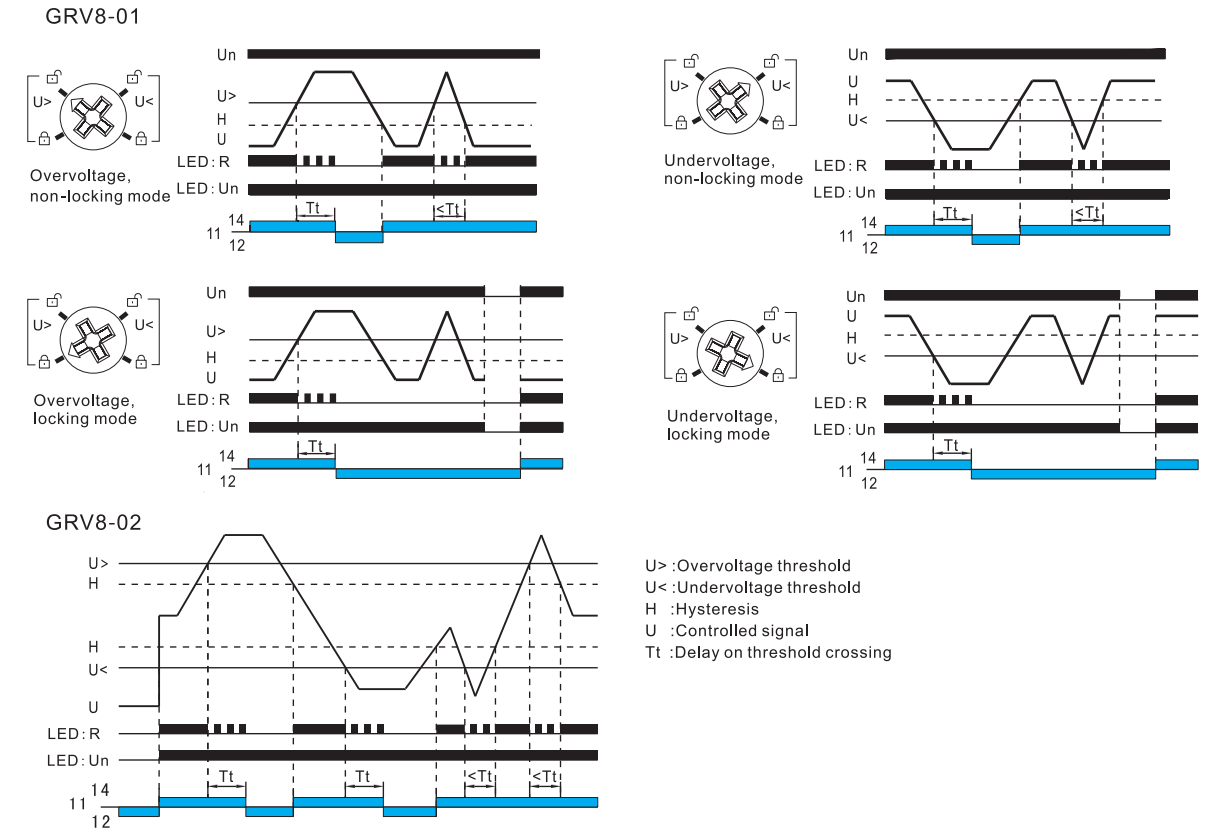 GRV8-01
U>
U<
Overvoltage,
non-locking mode
Un
U>
H
U
LED:R
LED:Un
Tt
<Tt
14
11
12
U>
U<
Undervoltage,
non-locking mode
Un
U
H
U<
LED:R
LED:Un
Tt
<Tt
14
11
12
U>
U<
Overvoltage,
locking mode
Un
U>
H
U
LED:R
LED:Un
Tt
14
11
12
U>
U<
Undervoltage,
locking mode
Un
U
H
U<
LED:R
LED:Un
Tt
14
11
12
GRV8-02
U>
H
H
U<
U
LED:R
LED:Un
Tt
Tt
<Tt
<Tt
14
11
12
U> :Overvoltage threshold
U< :Undervoltage threshold
H :Hysteresis
U :Controlled signal
Tt :Delay on threshold crossing